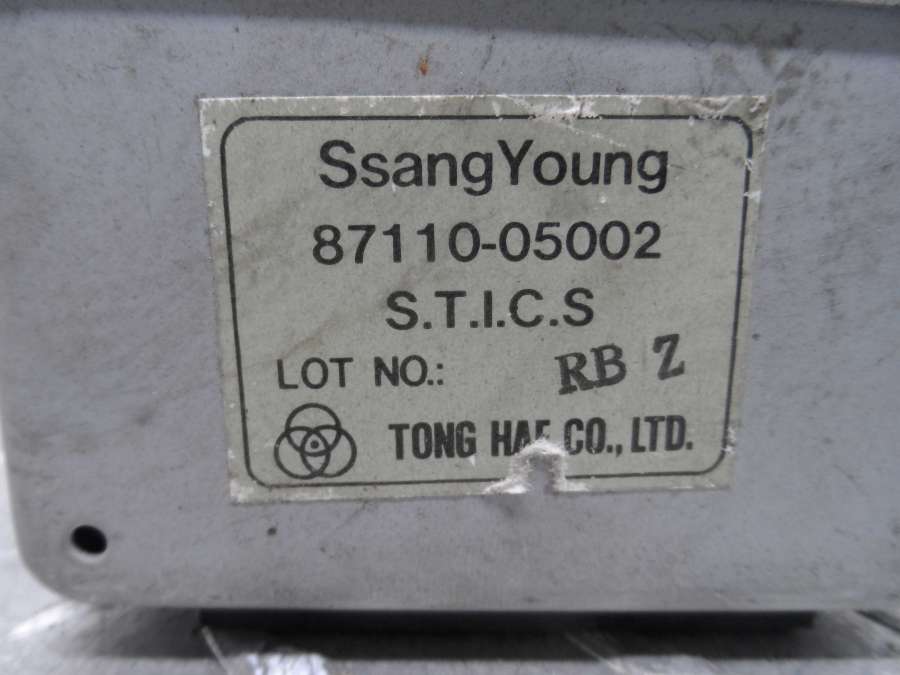 SsangYoung
87110-05002
S.T.I.C.S
LOT NO.: RB Z
TONG HAE CO., LTD.